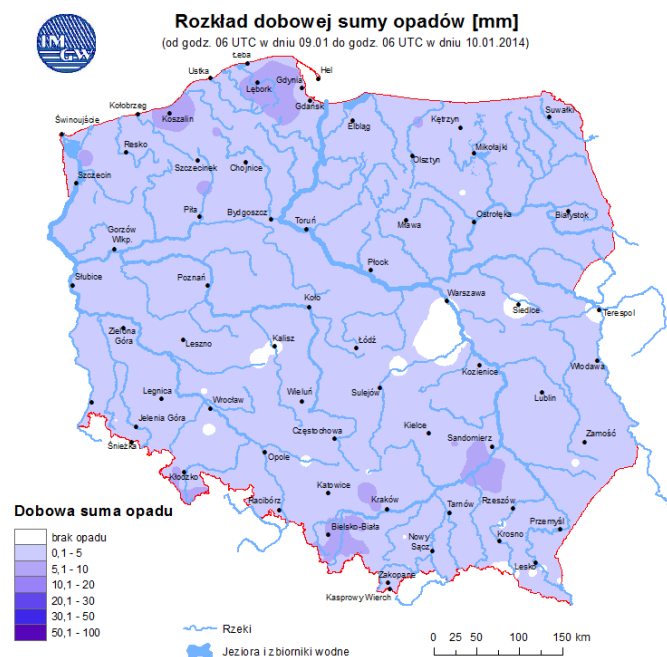 Rozkład dobowej sumy opadów [mm]
(od godz. 06 UTC w dniu 09.01 do godz. 06 UTC w dniu 10.01.2014)
IM
GW
Łeba
Hel
Ustka
Gdynia
Lębork
Gdańsk
Kołobrzeg
Koszalin
Suwałki
Świnoujście
Elbląg
Kętrzyn
Resko
Mikołajki
Olsztyn
Szczecin
Szczecinek
Chojnice
Piła
Bydgoszcz
Toruń
Mława
Ostrołęka
Białystok
Gorzów
Wlkp.
Płock
Słubice
Poznań
Koło
Warszawa
Siedlce
Terespol
Zielona
Góra
Leszno
Kalisz
Łódź
Kozienice
Włodawa
Legnica
Wrocław
Wieluń
Sulejów
Lublin
Jelenia Góra
Częstochowa
Kielce
Sandomierz
Zamość
Śnieżka
Opole
Kłodzko
Katowice
Racibórz
Kraków
Tarnów
Rzeszów
Bielsko-Biała
Przemyśl
Nowy
Sącz
Krosno
Lesko
Zakopane
Kasprowy Wierch
Dobowa suma opadu
brak opadu
0,1 - 5
5,1 - 10
10,1 - 20
20,1 - 30
30,1 - 50
50,1 - 100
Rzeki
Jeziora i zbiorniki wodne
0 25 50 100 150 km